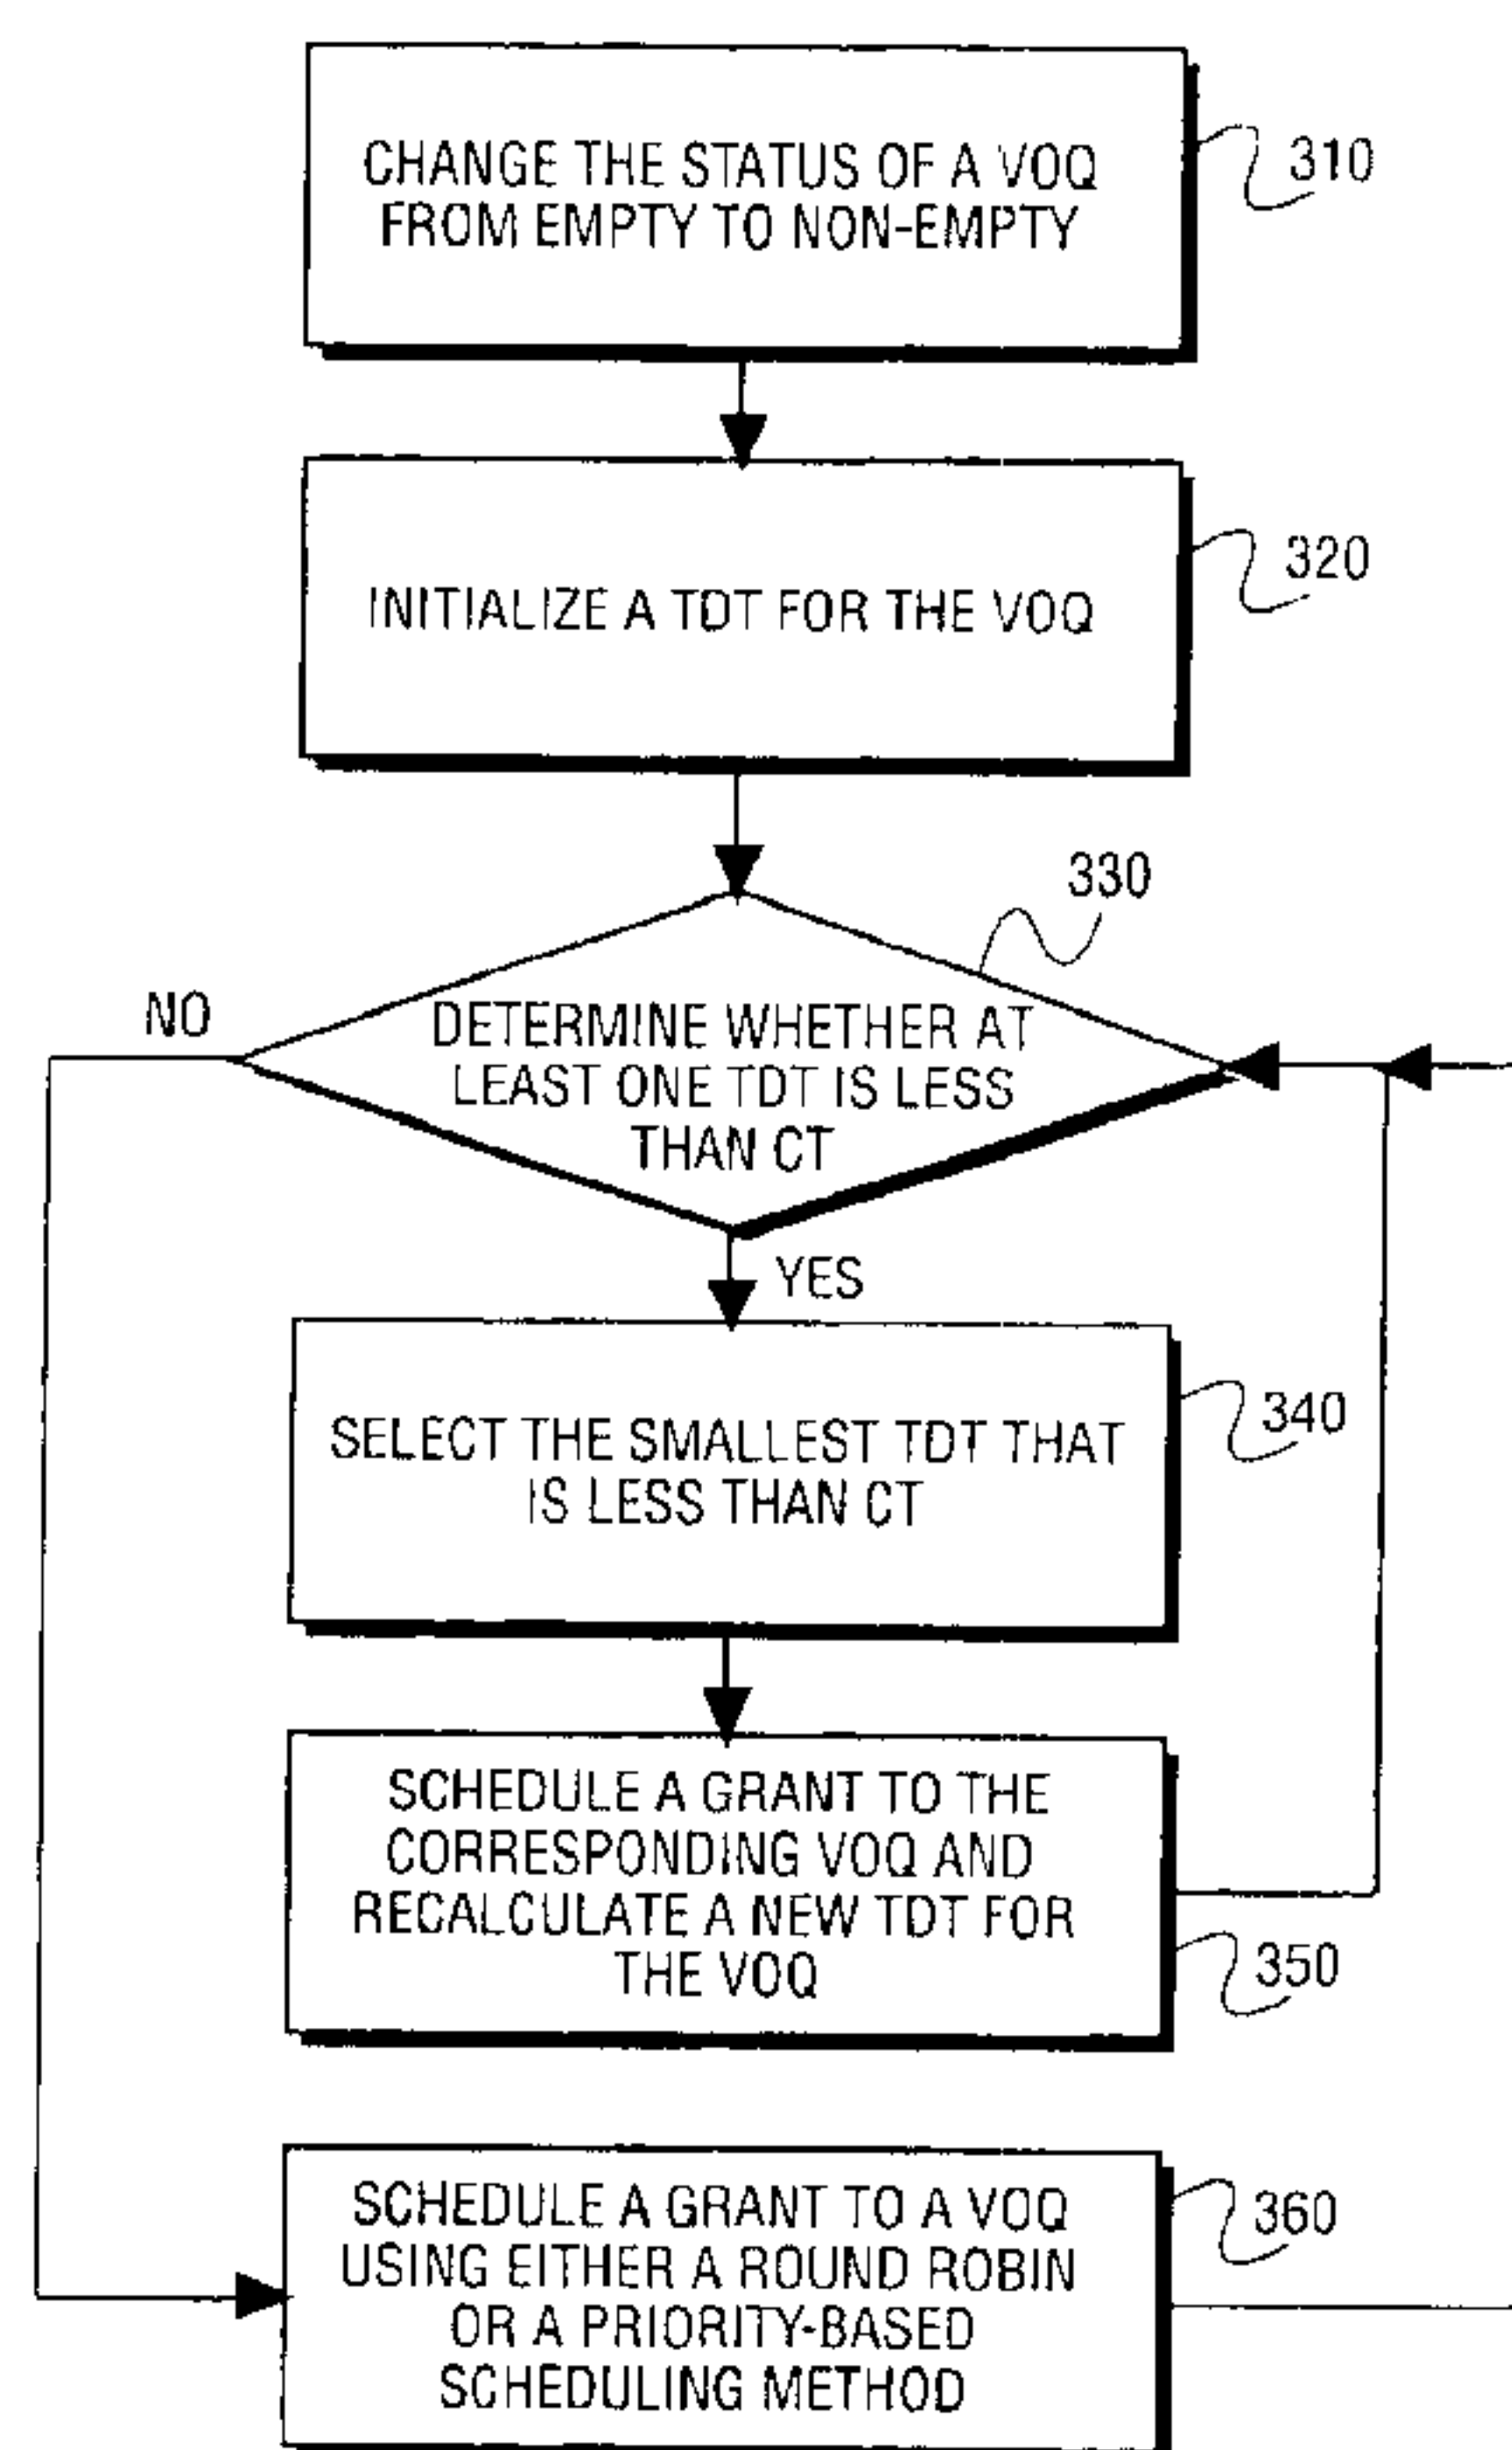 CHANGE THE STATUS OF A VOQ
FROM EMPTY TO NON-EMPTY
310
INITIALIZE A TDT FOR THE VOQ
320
330
NO
DETERMINE WHETHER AT
LEAST ONE TDT IS LESS
THAN CT
YES
SELECT THE SMALLEST TDT THAT
IS LESS THAN CT
340
SCHEDULE A GRANT TO THE
CORRESPONDING VOQ AND
RECALCULATE A NEW TDT FOR
THE VOQ
350
SCHEDULE A GRANT TO A VOQ
USING EITHER A ROUND ROBIN
OR A PRIORITY-BASED
SCHEDULING METHOD
360